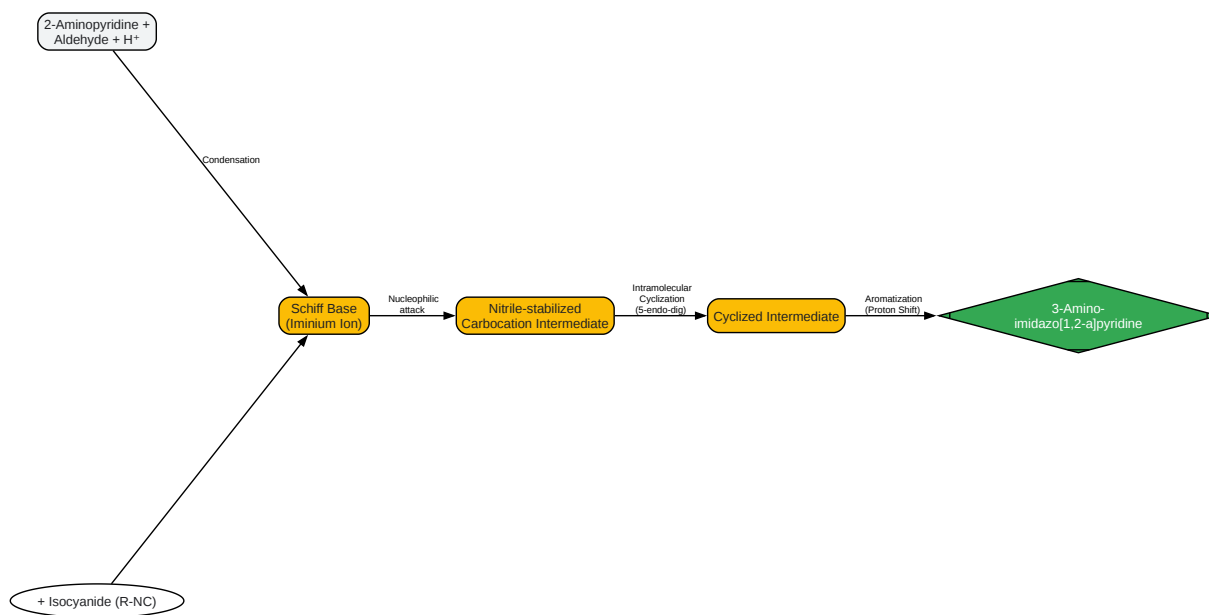 2-Aminopyridine +
Aldehyde + H⁺
Condensation
Schiff Base
(Iminium Ion)
Nucleophilic
attack
Nitrile-stabilized
Carbocation Intermediate
Intramolecular
Cyclization
(5-endo-dig)
Cyclized Intermediate
Aromatization
(Proton Shift)
3-Amino-
imidazo[1,2-a]pyridine
+ Isocyanide (R-NC)